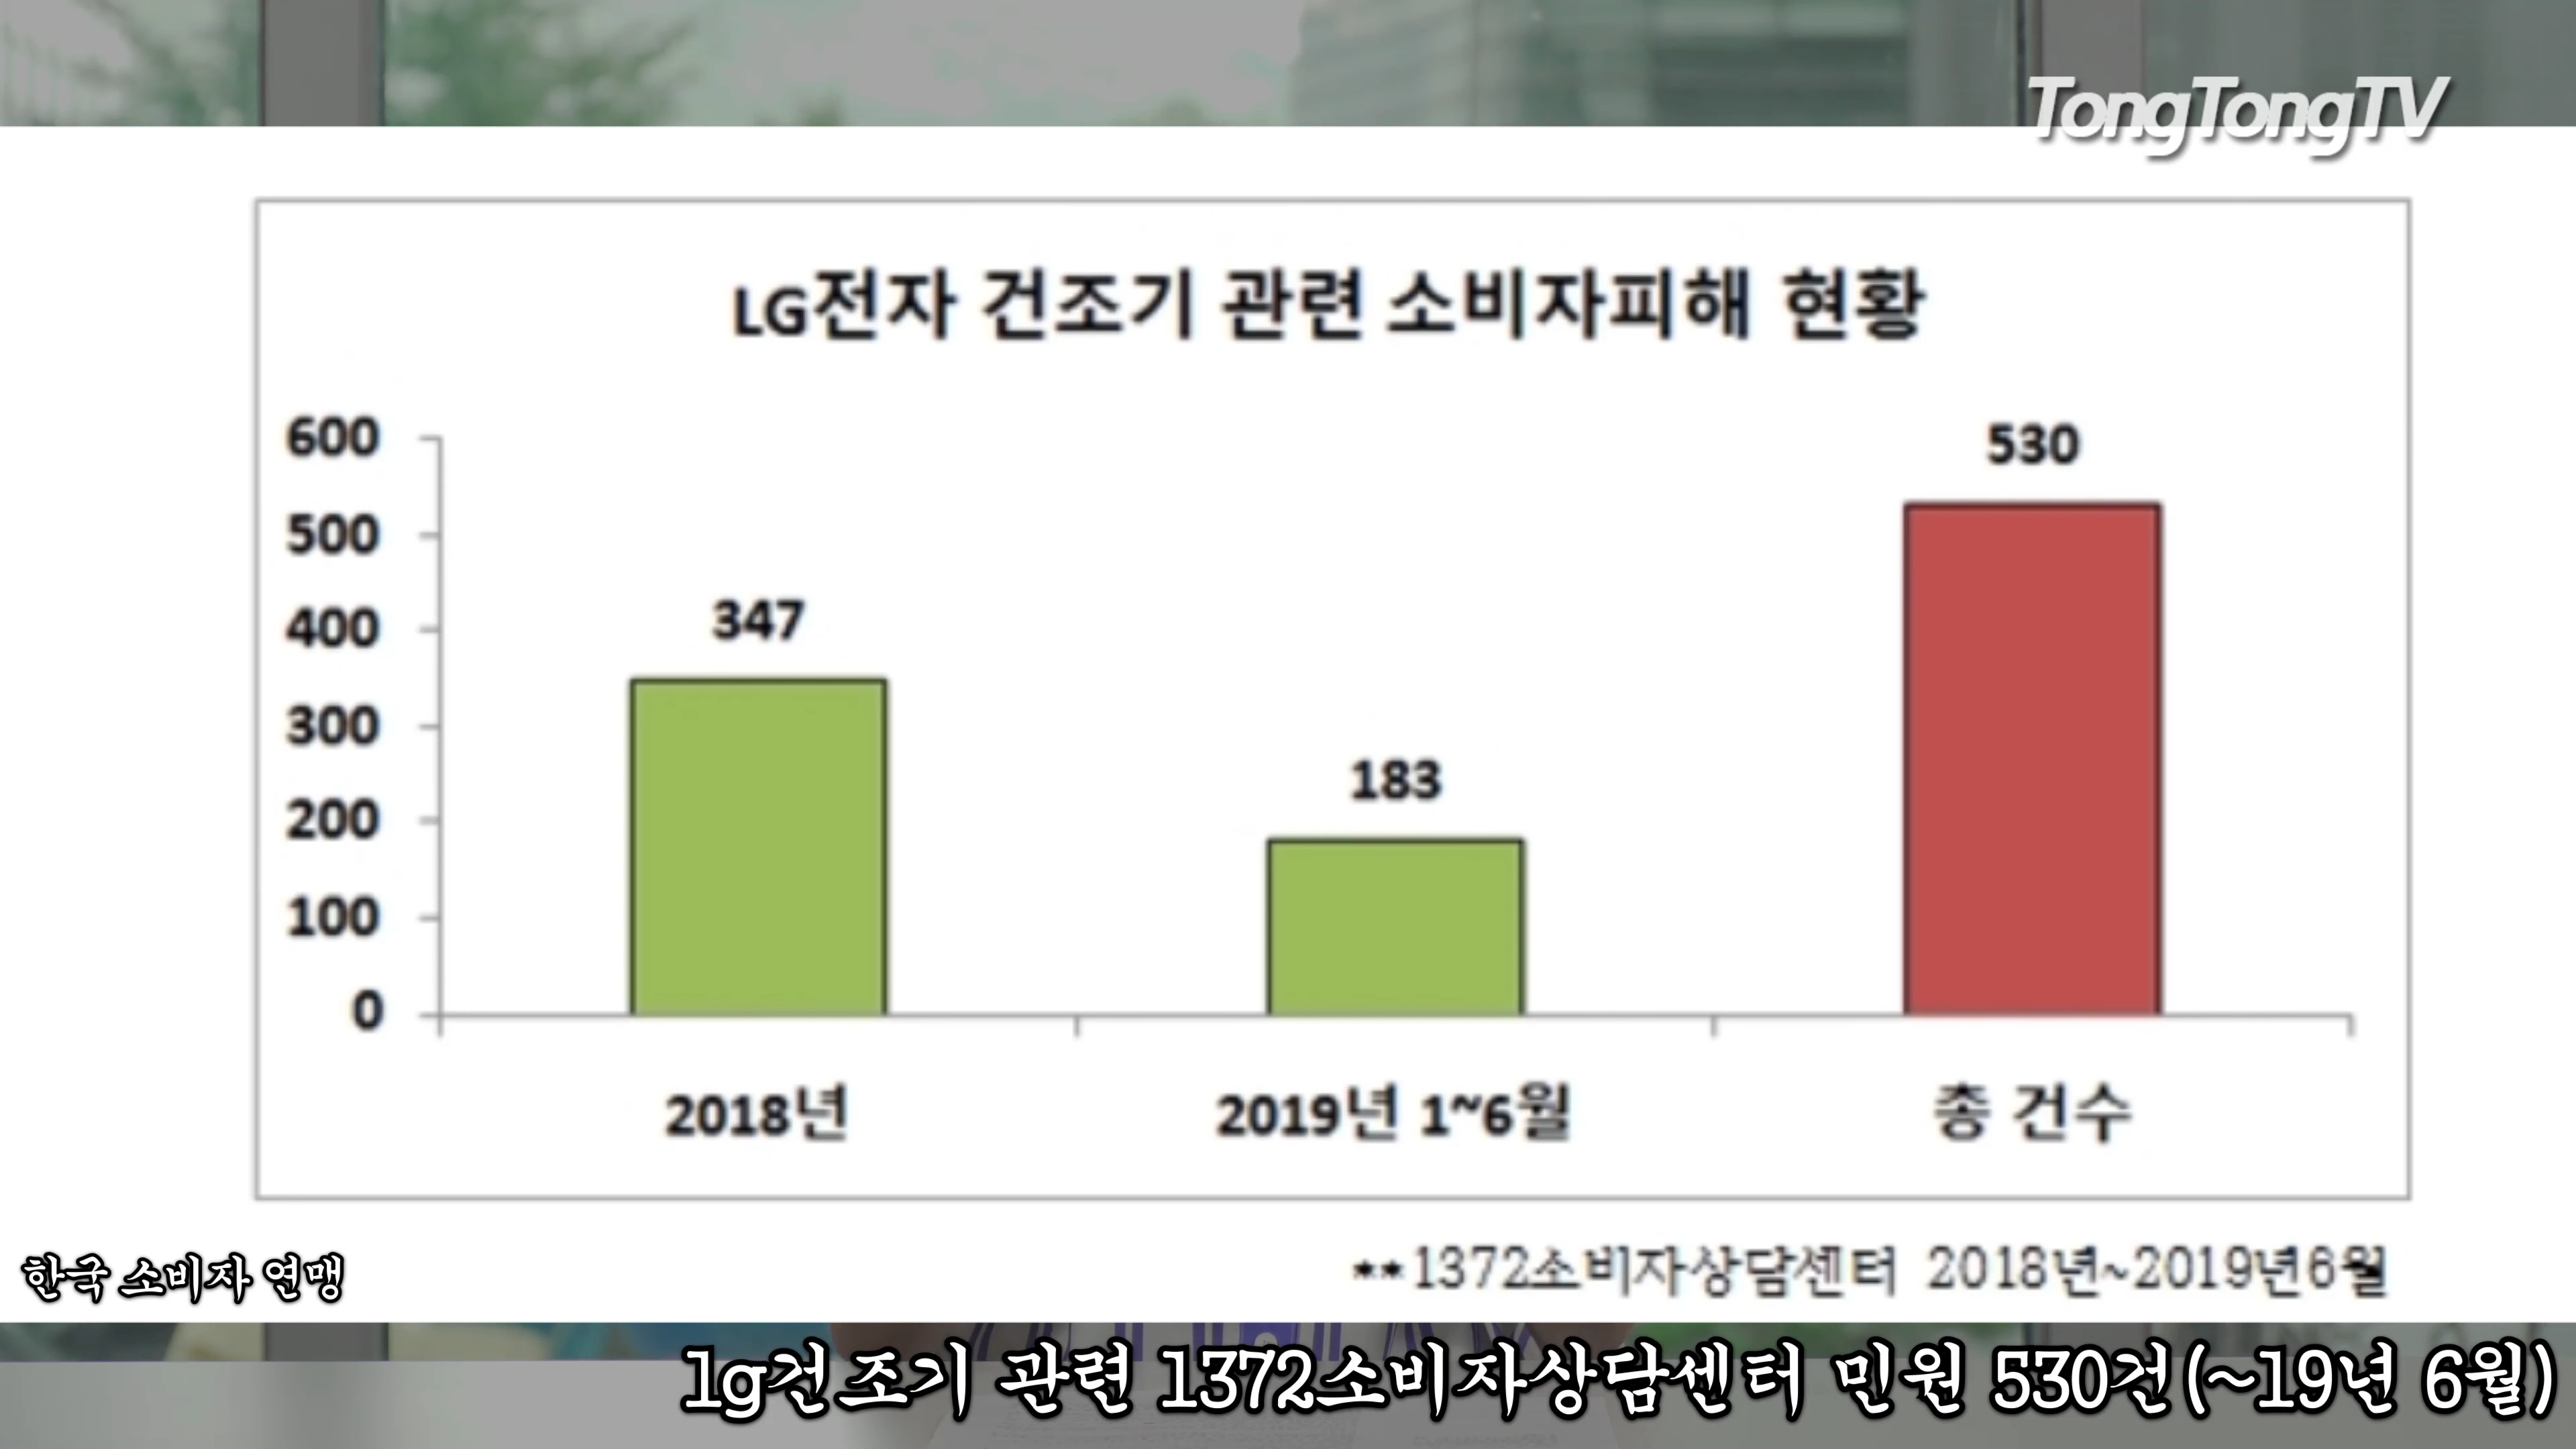 TongTongTV
LG전자 건조기 관련 소비자피해 현황
600
500
400
300
200
100
0
347
183
530
2018년
2019년 1~6월
총 건수
**1372소비자상담센터 2018년~2019년6월
한국 소비자 연맹
lg건조기 관련 1372소비자상담센터 민원 530건(~19년 6월)